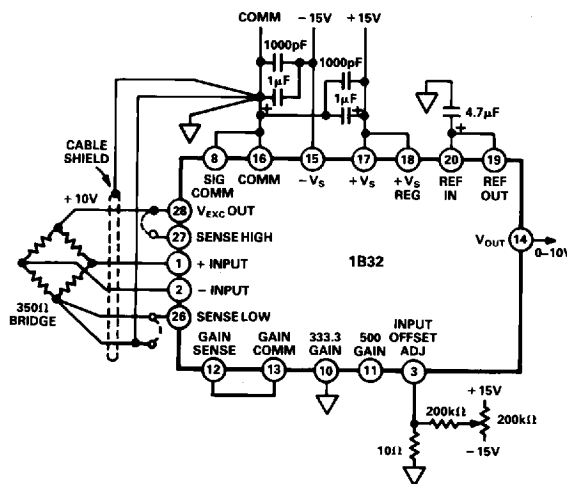 COMM
−15V
+15V
1000pF
1000pF
1µF
+
1µF
+
4.7µF
+
CABLE
SHIELD
8
16
15
17
18
20
19
SIG
COMM
COMM
−VS
+VS
+VS
REG
REF
IN
REF
OUT
+10V
28
VEXC OUT
27
SENSE HIGH
1
+ INPUT
1B32
VOUT
14
0–10V
2
− INPUT
350Ω
BRIDGE
26
SENSE LOW
GAIN
SENSE
GAIN
COMM
333.3
GAIN
500
GAIN
INPUT
OFFSET
ADJ
12
13
10
11
3
+15V
200kΩ
200kΩ
10Ω
−15V